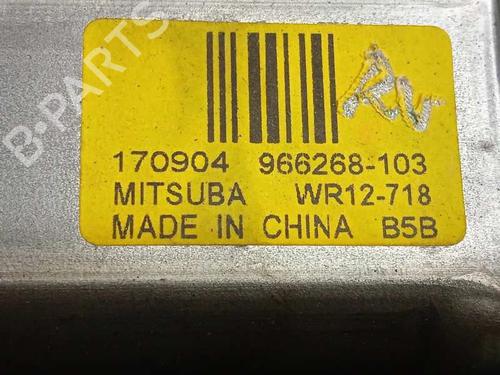 B-PARTS
170904 966268-103
MITSUBA WR12-718
MADE IN CHINA B5B